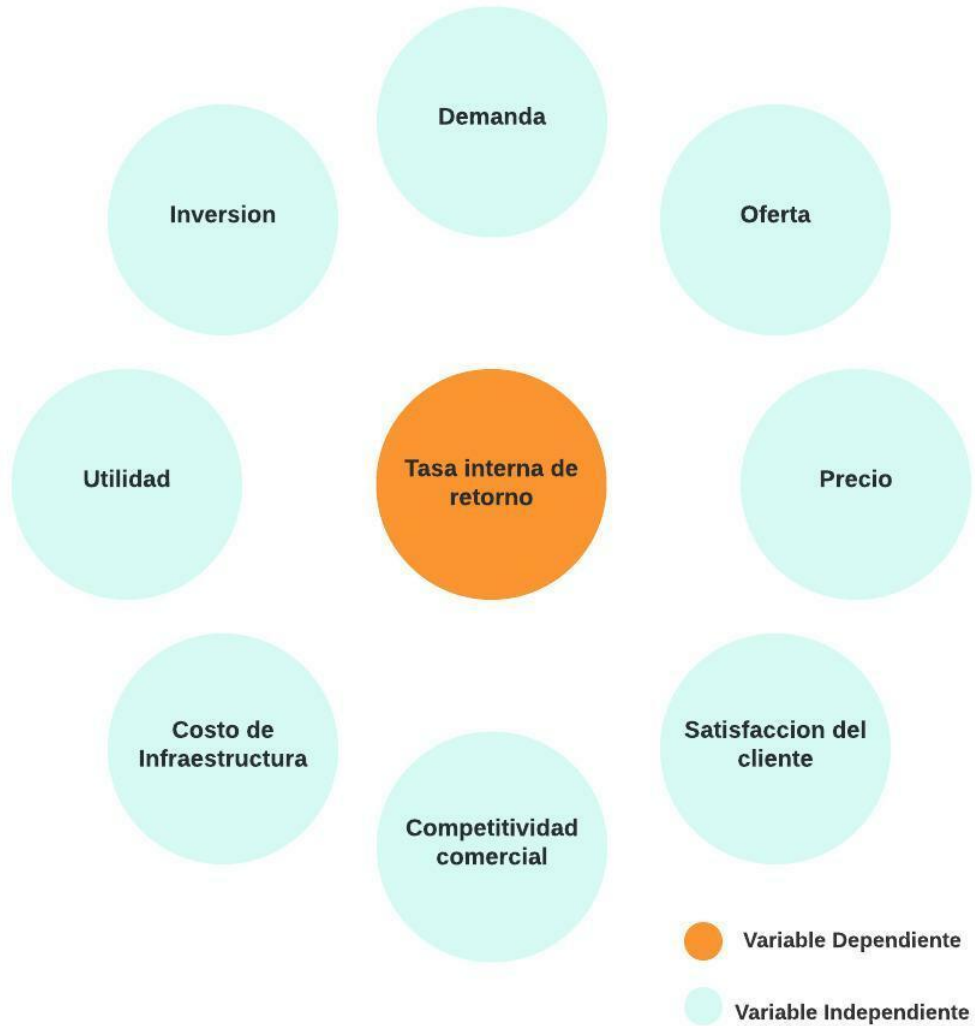 Demanda
Inversion
Oferta
Utilidad
Tasa interna de
retorno
Precio
Costo de
Infraestructura
Satisfaccion del
cliente
Competitividad
comercial
Variable Dependiente
Variable Independiente